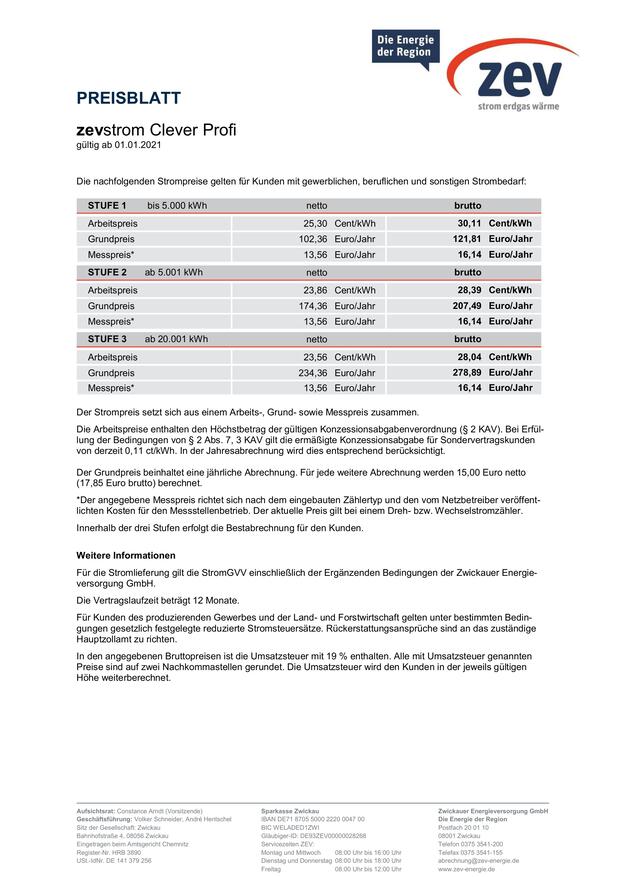 Die Energie
der Region
zev
strom erdgas wärme
PREISBLATT
zevstrom Clever Profi
gültig ab 01.01.2021
Die nachfolgenden Strompreise gelten für Kunden mit gewerblichen, beruflichen und sonstigen Strombedarf:
STUFE 1 bis 5.000 kWh netto brutto
Arbeitspreis 25,30 Cent/kWh 30,11 Cent/kWh
Grundpreis 102,36 Euro/Jahr 121,81 Euro/Jahr
Messpreis* 13,56 Euro/Jahr 16,14 Euro/Jahr
STUFE 2 ab 5.001 kWh netto brutto
Arbeitspreis 23,86 Cent/kWh 28,39 Cent/kWh
Grundpreis 174,36 Euro/Jahr 207,49 Euro/Jahr
Messpreis* 13,56 Euro/Jahr 16,14 Euro/Jahr
STUFE 3 ab 20.001 kWh netto brutto
Arbeitspreis 23,56 Cent/kWh 28,04 Cent/kWh
Grundpreis 234,36 Euro/Jahr 278,89 Euro/Jahr
Messpreis* 13,56 Euro/Jahr 16,14 Euro/Jahr
Der Strompreis setzt sich aus einem Arbeits-, Grund- sowie Messpreis zusammen.
Die Arbeitspreise enthalten den Höchstbetrag der gültigen Konzessionsabgabenverordnung (§ 2 KAV). Bei Erfül-
lung der Bedingungen von § 2 Abs. 7, 3 KAV gilt die ermäßigte Konzessionsabgabe für Sondervertragskunden
von derzeit 0,11 ct/kWh. In der Jahresabrechnung wird dies entsprechend berücksichtigt.
Der Grundpreis beinhaltet eine jährliche Abrechnung. Für jede weitere Abrechnung werden 15,00 Euro netto
(17,85 Euro brutto) berechnet.
*Der angegebene Messpreis richtet sich nach dem eingebauten Zählertyp und den vom Netzbetreiber veröffent-
lichten Kosten für den Messstellenbetrieb. Der aktuelle Preis gilt bei einem Dreh- bzw. Wechselstromzähler.
Innerhalb der drei Stufen erfolgt die Bestabrechnung für den Kunden.
Weitere Informationen
Für die Stromlieferung gilt die StromGVV einschließlich der Ergänzenden Bedingungen der Zwickauer Energie-
versorgung GmbH.
Die Vertragslaufzeit beträgt 12 Monate.
Für Kunden des produzierenden Gewerbes und der Land- und Forstwirtschaft gelten unter bestimmten Bedin-
gungen gesetzlich festgelegte reduzierte Stromsteuersätze. Rückerstattungsansprüche sind an das zuständige
Hauptzollamt zu richten.
In den angegebenen Bruttopreisen ist die Umsatzsteuer mit 19 % enthalten. Alle mit Umsatzsteuer genannten
Preise sind auf zwei Nachkommastellen gerundet. Die Umsatzsteuer wird den Kunden in der jeweils gültigen
Höhe weiterberechnet.
Aufsichtsrat: Constance Arndt (Vorsitzende)
Geschäftsführung: Volker Schneider, André Hentschel
Sitz der Gesellschaft: Zwickau
Bahnhofstraße 4, 08056 Zwickau
Eingetragen beim Amtsgericht Chemnitz
Register-Nr. HRB 3890
USt.-IdNr. DE 141 379 256
Sparkasse Zwickau
IBAN DE71 8705 5000 2220 0047 00
BIC WELADED1ZWI
Gläubiger-ID: DE93ZEV00000028268
Servicezeiten ZEV:
Montag und Mittwoch 08:00 Uhr bis 16:00 Uhr
Dienstag und Donnerstag 08:00 Uhr bis 18:00 Uhr
Freitag 08:00 Uhr bis 12:00 Uhr
Zwickauer Energieversorgung GmbH
Die Energie der Region
Postfach 20 01 10
08001 Zwickau
Telefon 0375 3541-200
Telefax 0375 3541-155
abrechnung@zev-energie.de
www.zev-energie.de